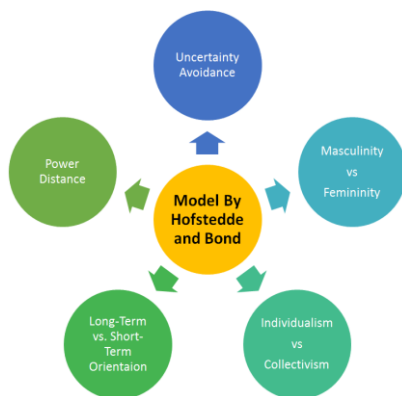 Uncertainty
Avoidance
Power
Distance
Masculinity
vs
Femininity
Model By
Hofstedde
and Bond
Long-Term
vs. Short-
Term
Orientaion
Individualism
vs
Collectivism